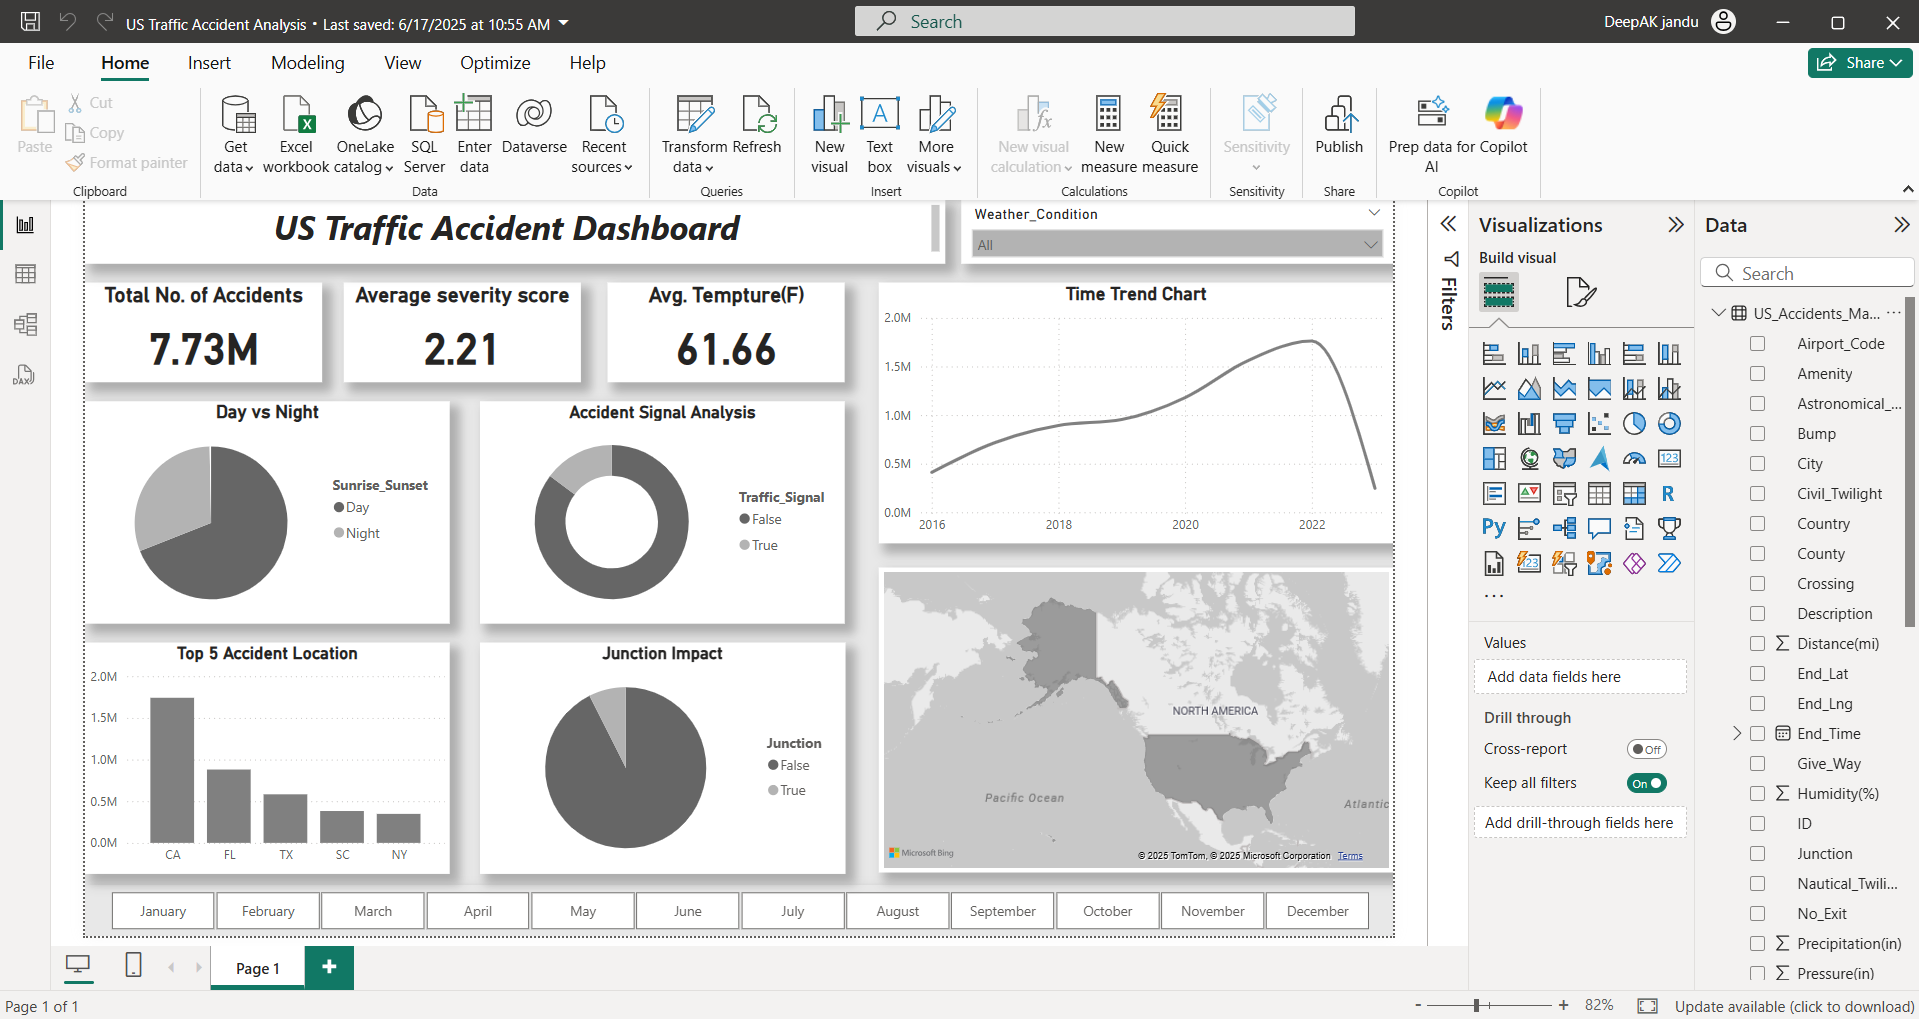 US Traffic Accident Analysis • Last saved: 6/17/2025 at 10:55 AM
Search
DeepAK jandu
File
Home
Insert
Modeling
View
Optimize
Help
Share
Paste
Cut
Copy
Format painter
Clipboard
Get data
Excel workbook
OneLake catalog
SQL Server
Enter data
Dataverse
Recent sources
Data
Transform data
Refresh
Queries
New visual
Text box
More visuals
Insert
New visual calculation
New measure
Quick measure
Calculations
Sensitivity
Sensitivity
Publish
Share
Prep data for AI
Copilot
Copilot
US Traffic Accident Dashboard
Weather_Condition
All
Total No. of Accidents
7.73M
Average severity score
2.21
Avg. Tempture(F)
61.66
Time Trend Chart
2.0M
1.5M
1.0M
0.5M
0.0M
2016
2018
2020
2022
Day vs Night
Sunrise_Sunset
Day
Night
Accident Signal Analysis
Traffic_Signal
False
True
Top 5 Accident Location
2.0M
1.5M
1.0M
0.5M
0.0M
CA
FL
TX
SC
NY
Junction Impact
Junction
False
True
NORTH AMERICA
Pacific Ocean
Atlantic
Microsoft Bing
© 2025 TomTom, © 2025 Microsoft Corporation Terms
January
February
March
April
May
June
July
August
September
October
November
December
Filters
Visualizations
Build visual
123
R
Py
123
...
Values
Add data fields here
Drill through
Cross-report
Off
Keep all filters
On
Add drill-through fields here
Data
Search
US_Accidents_Ma... ...
Airport_Code
Amenity
Astronomical_...
Bump
City
Civil_Twilight
Country
County
Crossing
Description
Distance(mi)
End_Lat
End_Lng
End_Time
Give_Way
Humidity(%)
ID
Junction
Nautical_Twili...
No_Exit
Precipitation(in)
Pressure(in)
DAX
Page 1
+
Page 1 of 1
- + 82%
Update available (click to download)